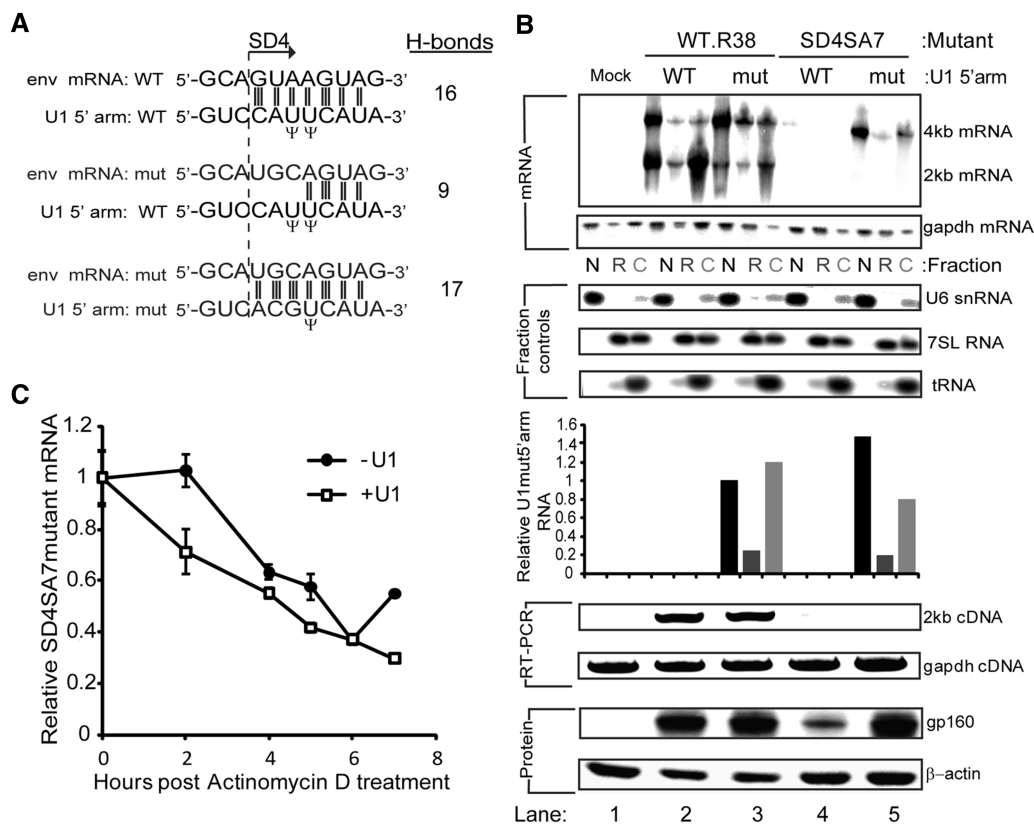 A
SD4
H-bonds
env mRNA: WT 5'-GCAGUAAGUAG-3'
16
U1 5' arm: WT 5'-GUCCAUUCAUA-3'
Ψ Ψ
env mRNA: mut 5'-GCAUGCAGUAG-3'
9
U1 5' arm: WT 5'-GUCCAUUCAUA-3'
Ψ Ψ
env mRNA: mut 5'-GCAUGCAGUAG-3'
17
U1 5' arm: mut 5'-GUCACGUCAUA-3'
Ψ
B
WT.R38 SD4SA7 :Mutant
Mock WT mut WT mut :U1 5'arm
mRNA
4kb mRNA
2kb mRNA
gapdh mRNA
N R C N R C N R C N R C N R C :Fraction
Fraction controls
U6 snRNA
7SL RNA
tRNA
Relative U1mut5'arm RNA
1.6
1.4
1.2
1.0
0.8
0.6
0.4
0.2
0
RT-PCR
2kb cDNA
gapdh cDNA
Protein
gp160
β-actin
Lane: 1 2 3 4 5
C
Relative SD4SA7mutant mRNA
1.2
1
0.8
0.6
0.4
0.2
0
-U1
+U1
0 2 4 6 8
Hours post Actinomycin D treatment